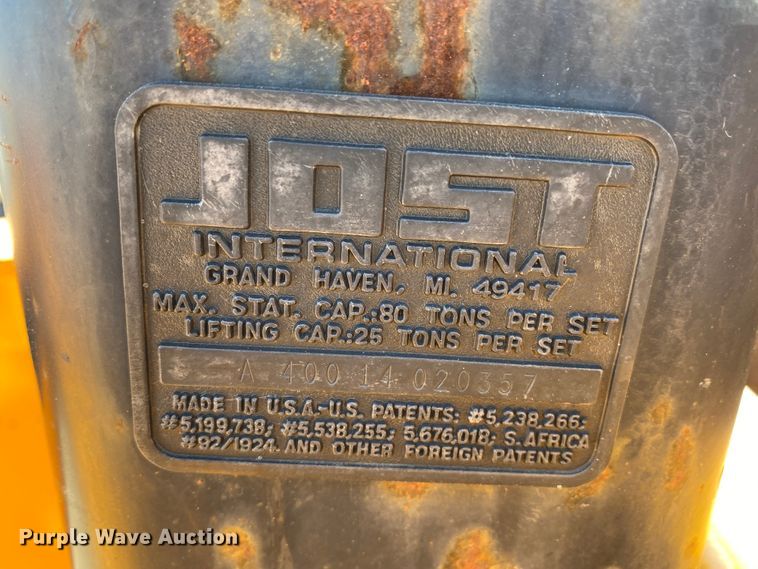 JOST
INTERNATIONAL
GRAND HAVEN, MI. 49417
MAX. STAT. CAP.:80 TONS PER SET
LIFTING CAP.:25 TONS PER SET
A 400 14 020357
MADE IN U.S.A.-U.S. PATENTS: #5,238,266;
#5,199,738; #5,538,255; 5,676,018; S. AFRICA
#92/1924 AND OTHER FOREIGN PATENTS
Purple Wave Auction